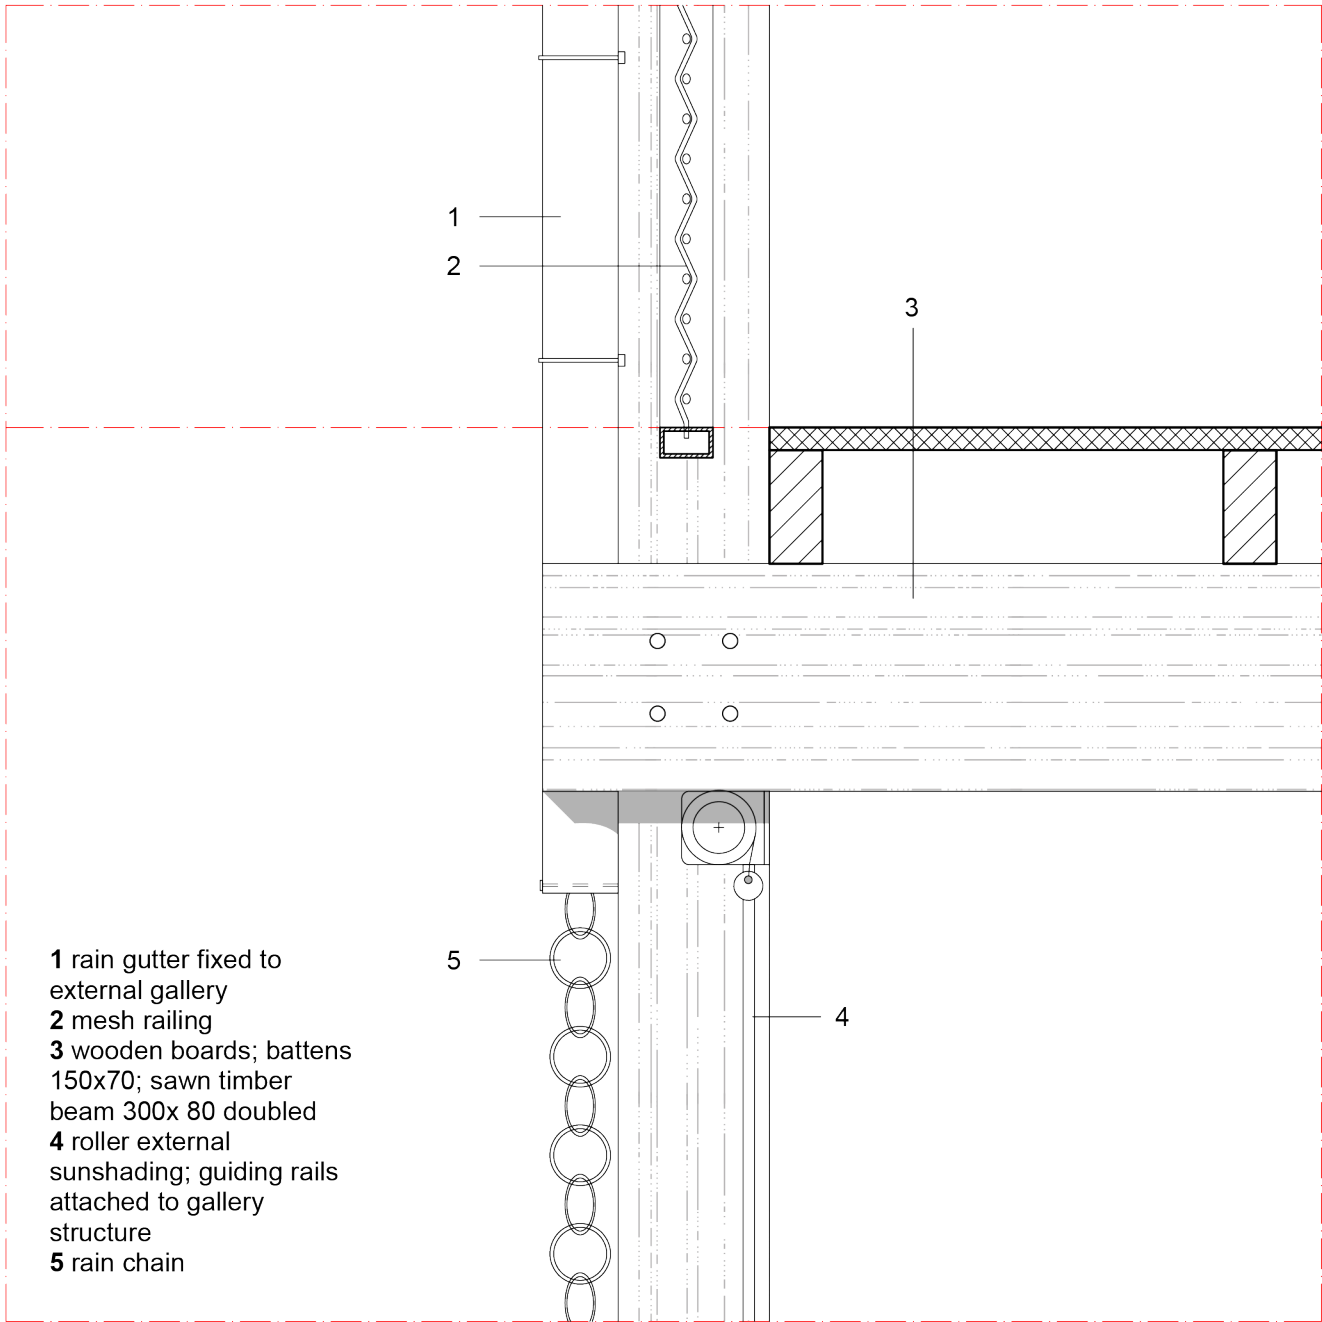 1
2
3
5
4
1 rain gutter fixed to
external gallery
2 mesh railing
3 wooden boards; battens
150x70; sawn timber
beam 300x 80 doubled
4 roller external
sunshading; guiding rails
attached to gallery
structure
5 rain chain